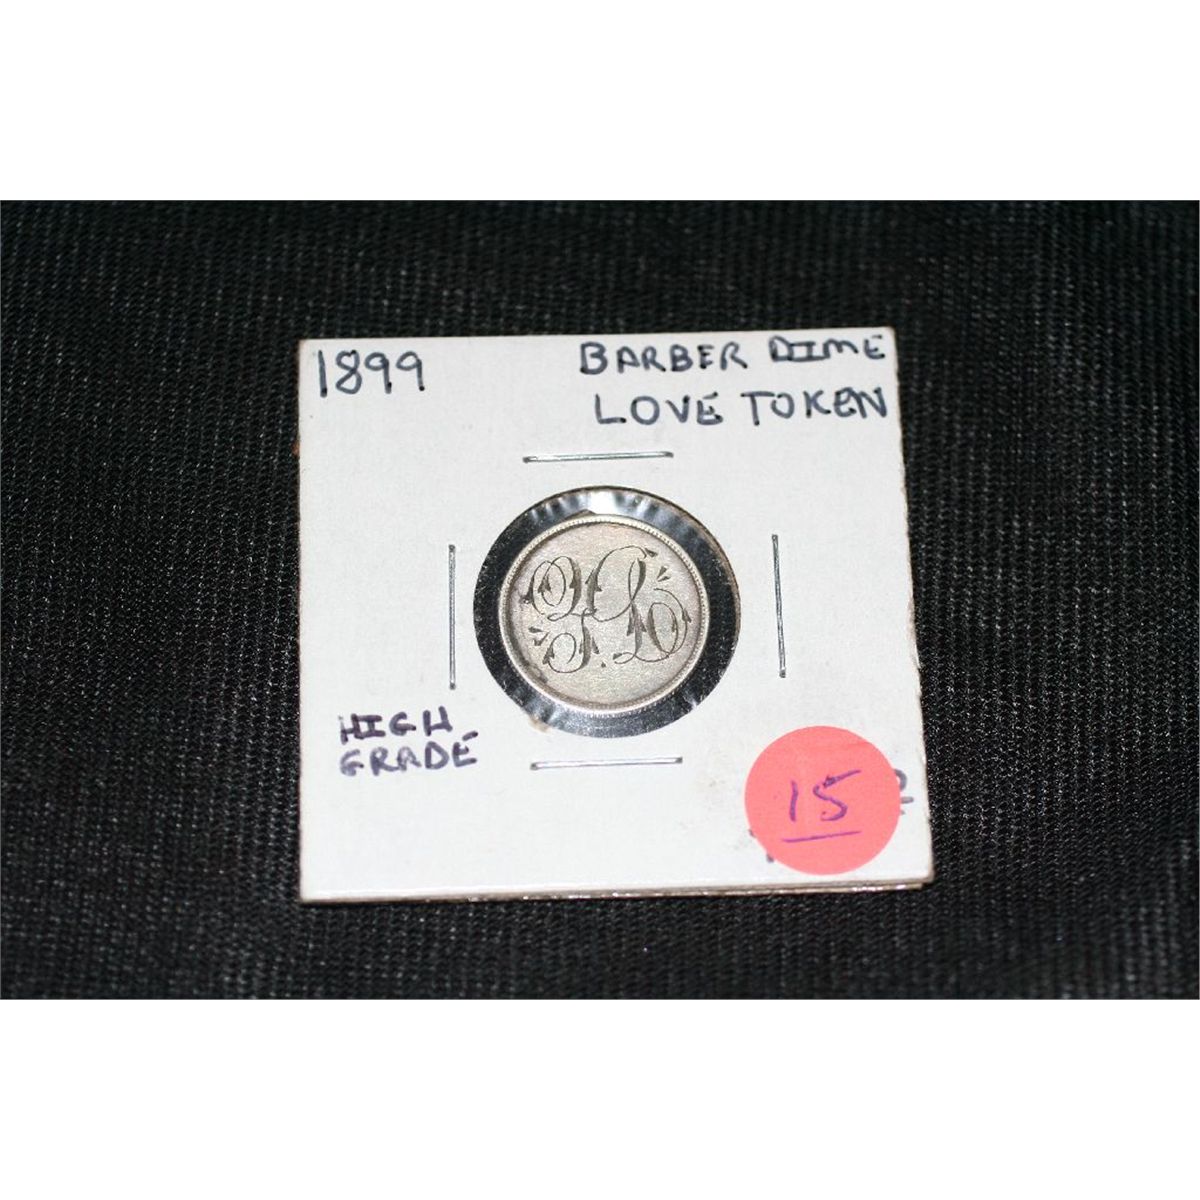 1899
BARBER DIME
LOVE TOKEN
HIGH
GRADE
15